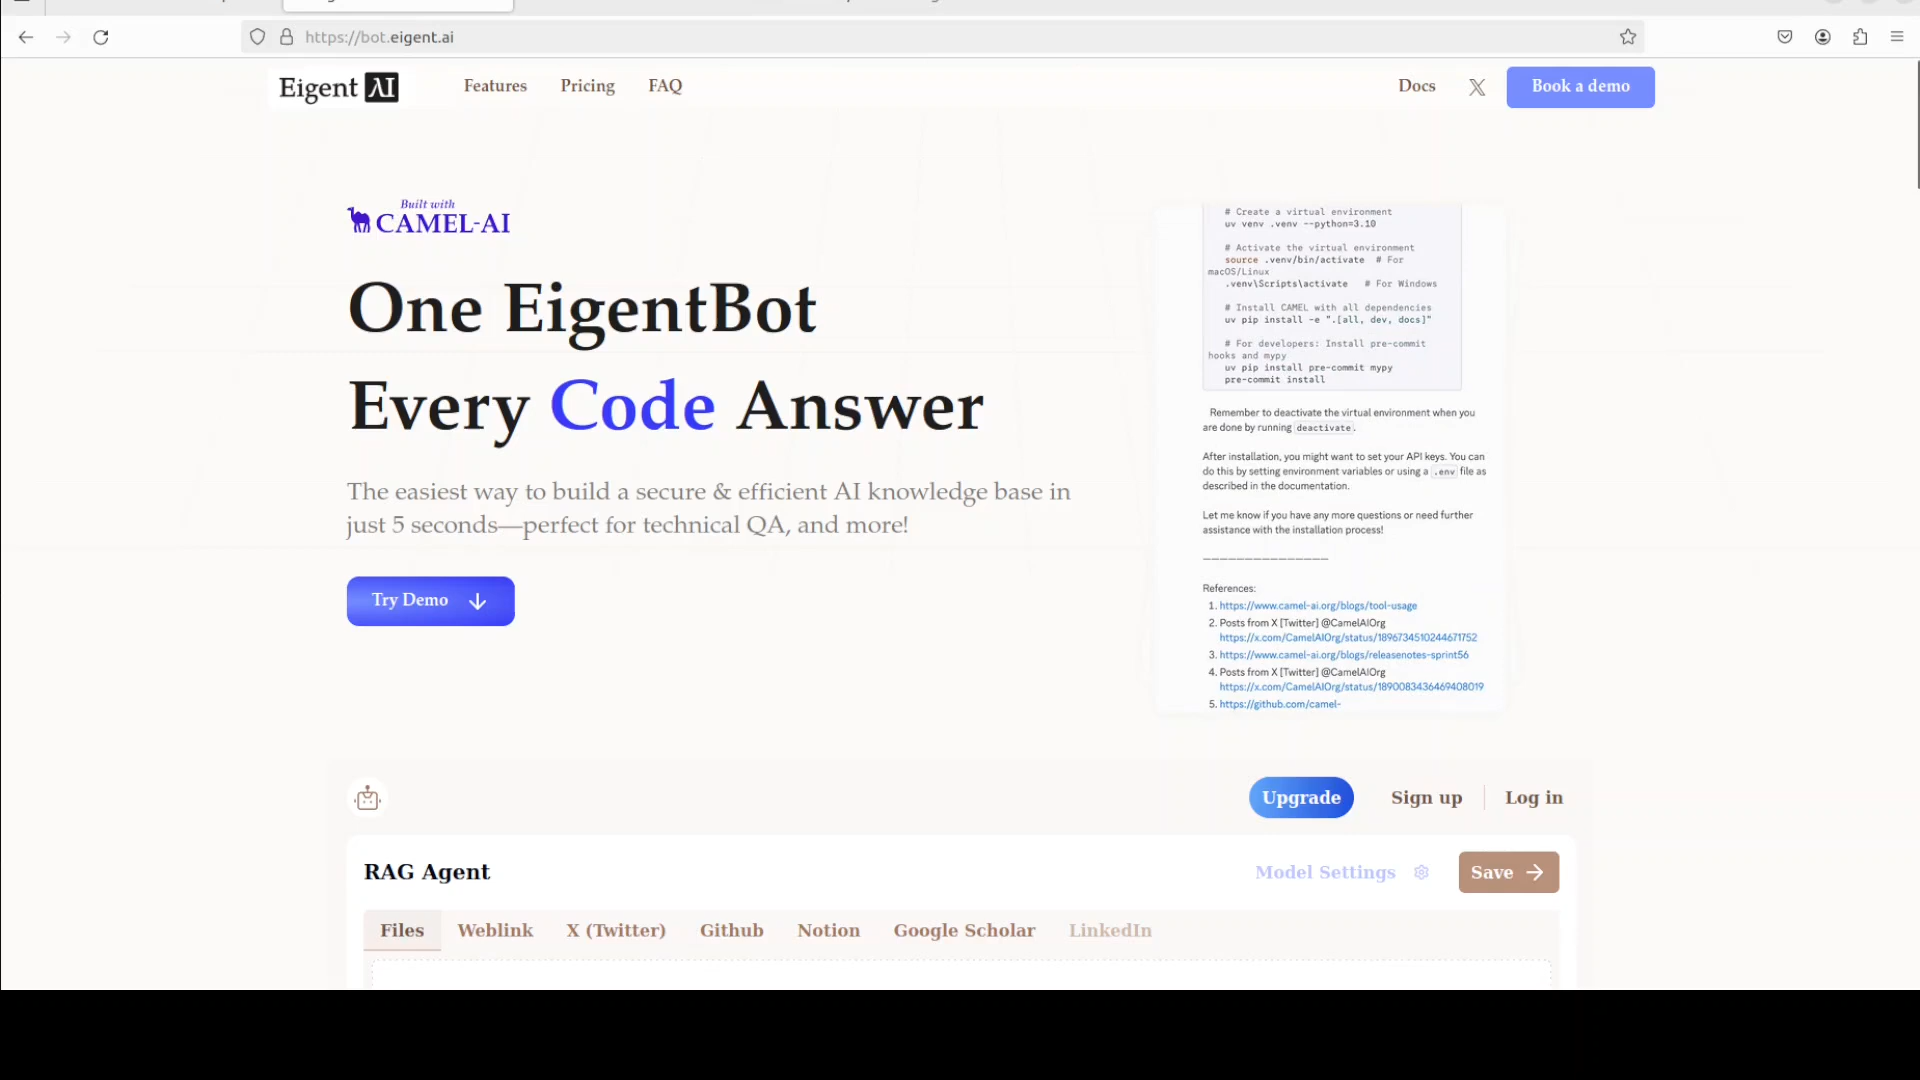 https://bot.eigent.ai
Eigent AI
Features
Pricing
FAQ
Docs
Book a demo
Built with
CAMEL-AI
One EigentBot
Every Code Answer
The easiest way to build a secure & efficient AI knowledge base in
just 5 seconds—perfect for technical QA, and more!
Try Demo
# Create a virtual environment
uv venv .venv --python=3.10
# Activate the virtual environment
source .venv/bin/activate # For
macOS/Linux
.venv\Scripts\activate # For Windows
# Install CAMEL with all dependencies
uv pip install -e ".[all, dev, docs]"
# For developers: Install pre-commit
hooks and mypy
uv pip install pre-commit mypy
pre-commit install
Remember to deactivate the virtual environment when you
are done by running deactivate.
After installation, you might want to set your API keys. You can
do this by setting environment variables or using a .env file as
described in the documentation.
Let me know if you have any more questions or need further
assistance with the installation process!
———————————————
References:
1. https://www.camel-ai.org/blogs/tool-usage
2. Posts from X [Twitter] @CamelAIOrg
https://x.com/CamelAIOrg/status/1896734510244671752
3. https://www.camel-ai.org/blogs/releasenotes-sprint56
4. Posts from X [Twitter] @CamelAIOrg
https://x.com/CamelAIOrg/status/1890083436469408019
5. https://github.com/camel-
Upgrade
Sign up
Log in
RAG Agent
Model Settings
Save
Files
Weblink
X (Twitter)
Github
Notion
Google Scholar
LinkedIn